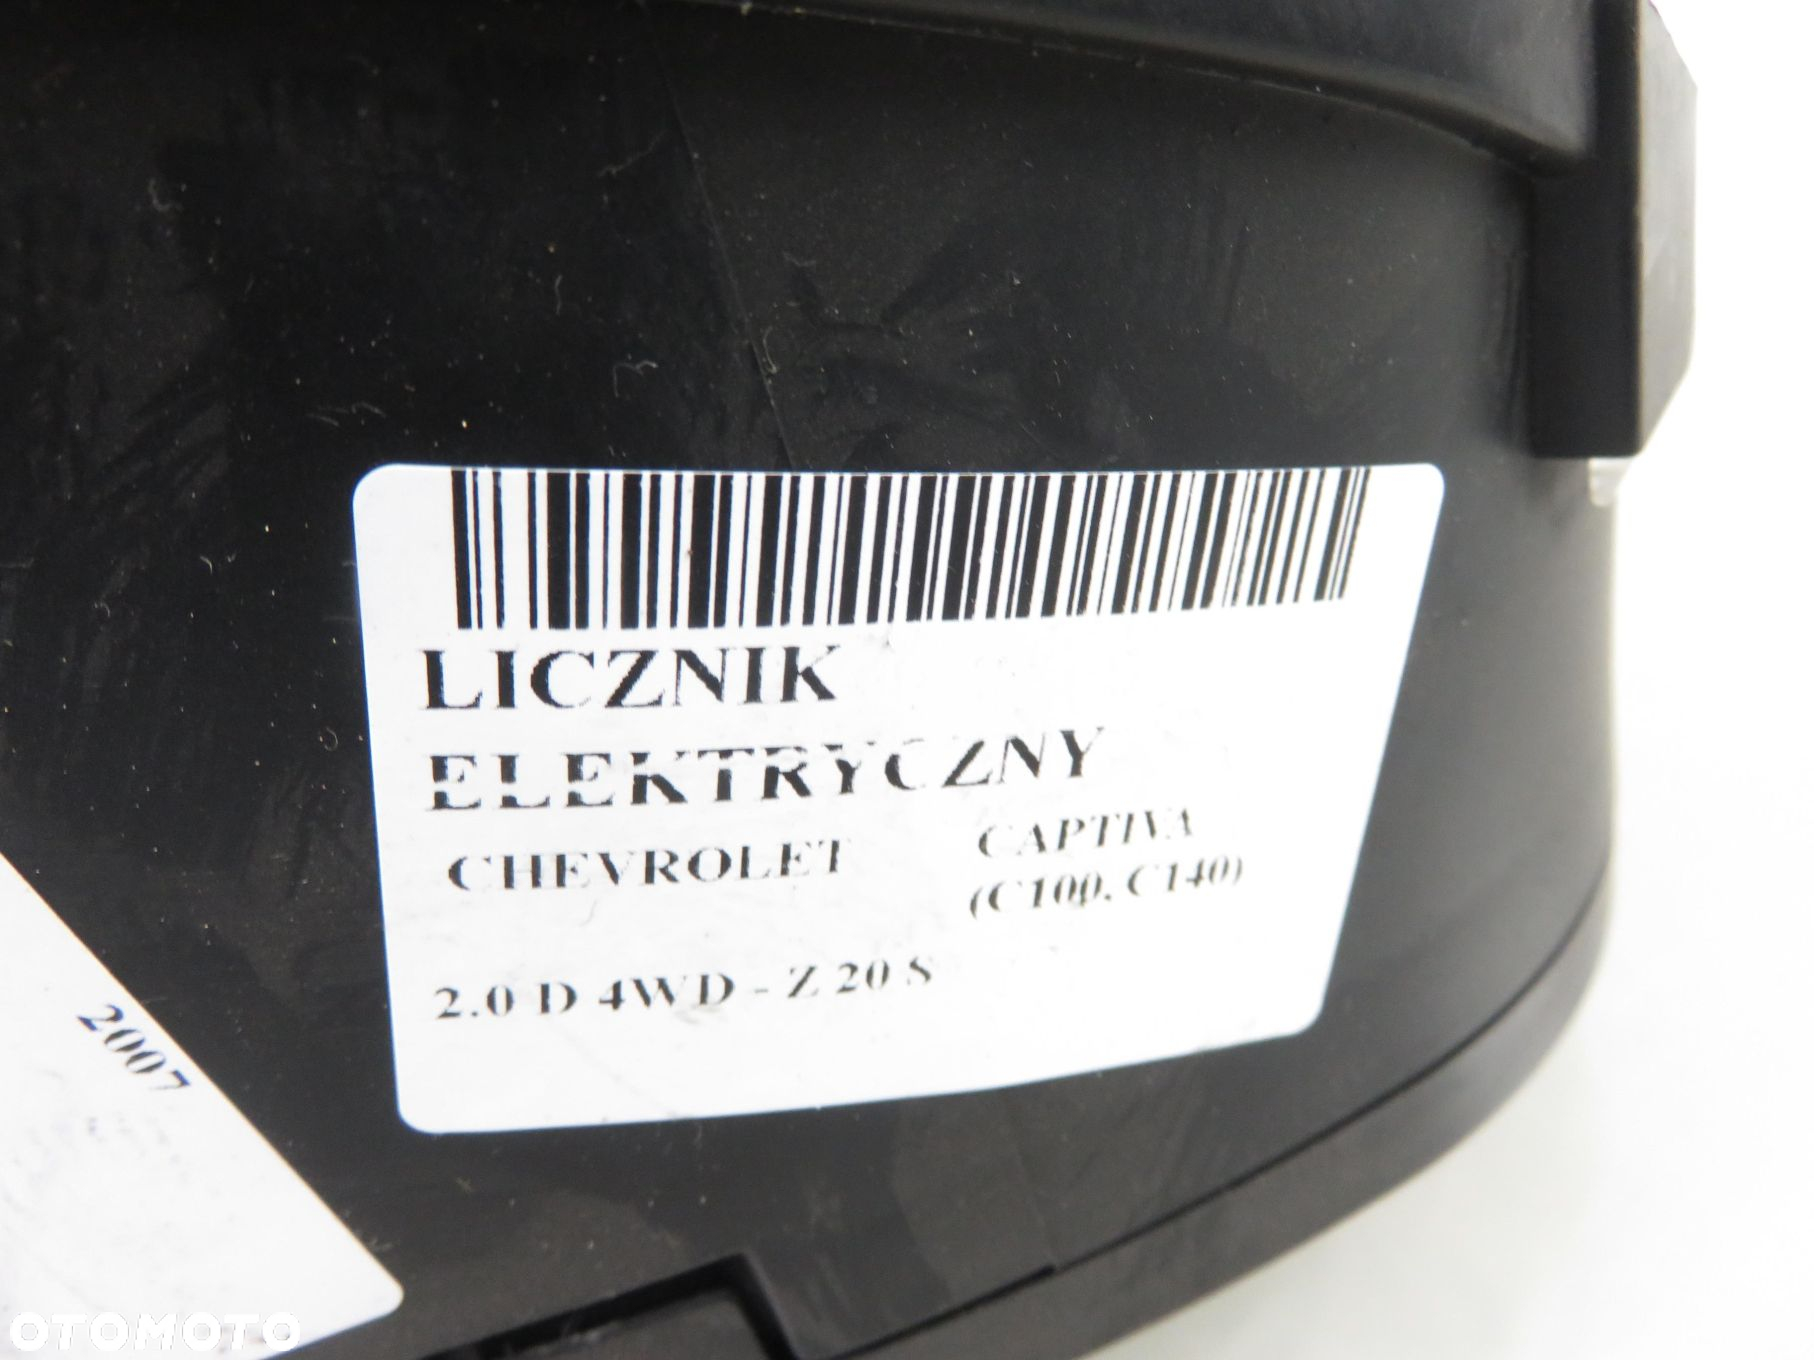 LICZNIK
ELEKTRYCZNY
CHEVROLET
CAPTIVA
(C100, C140)
2.0 D 4WD - Z 20 S
2007
OTOMOTO